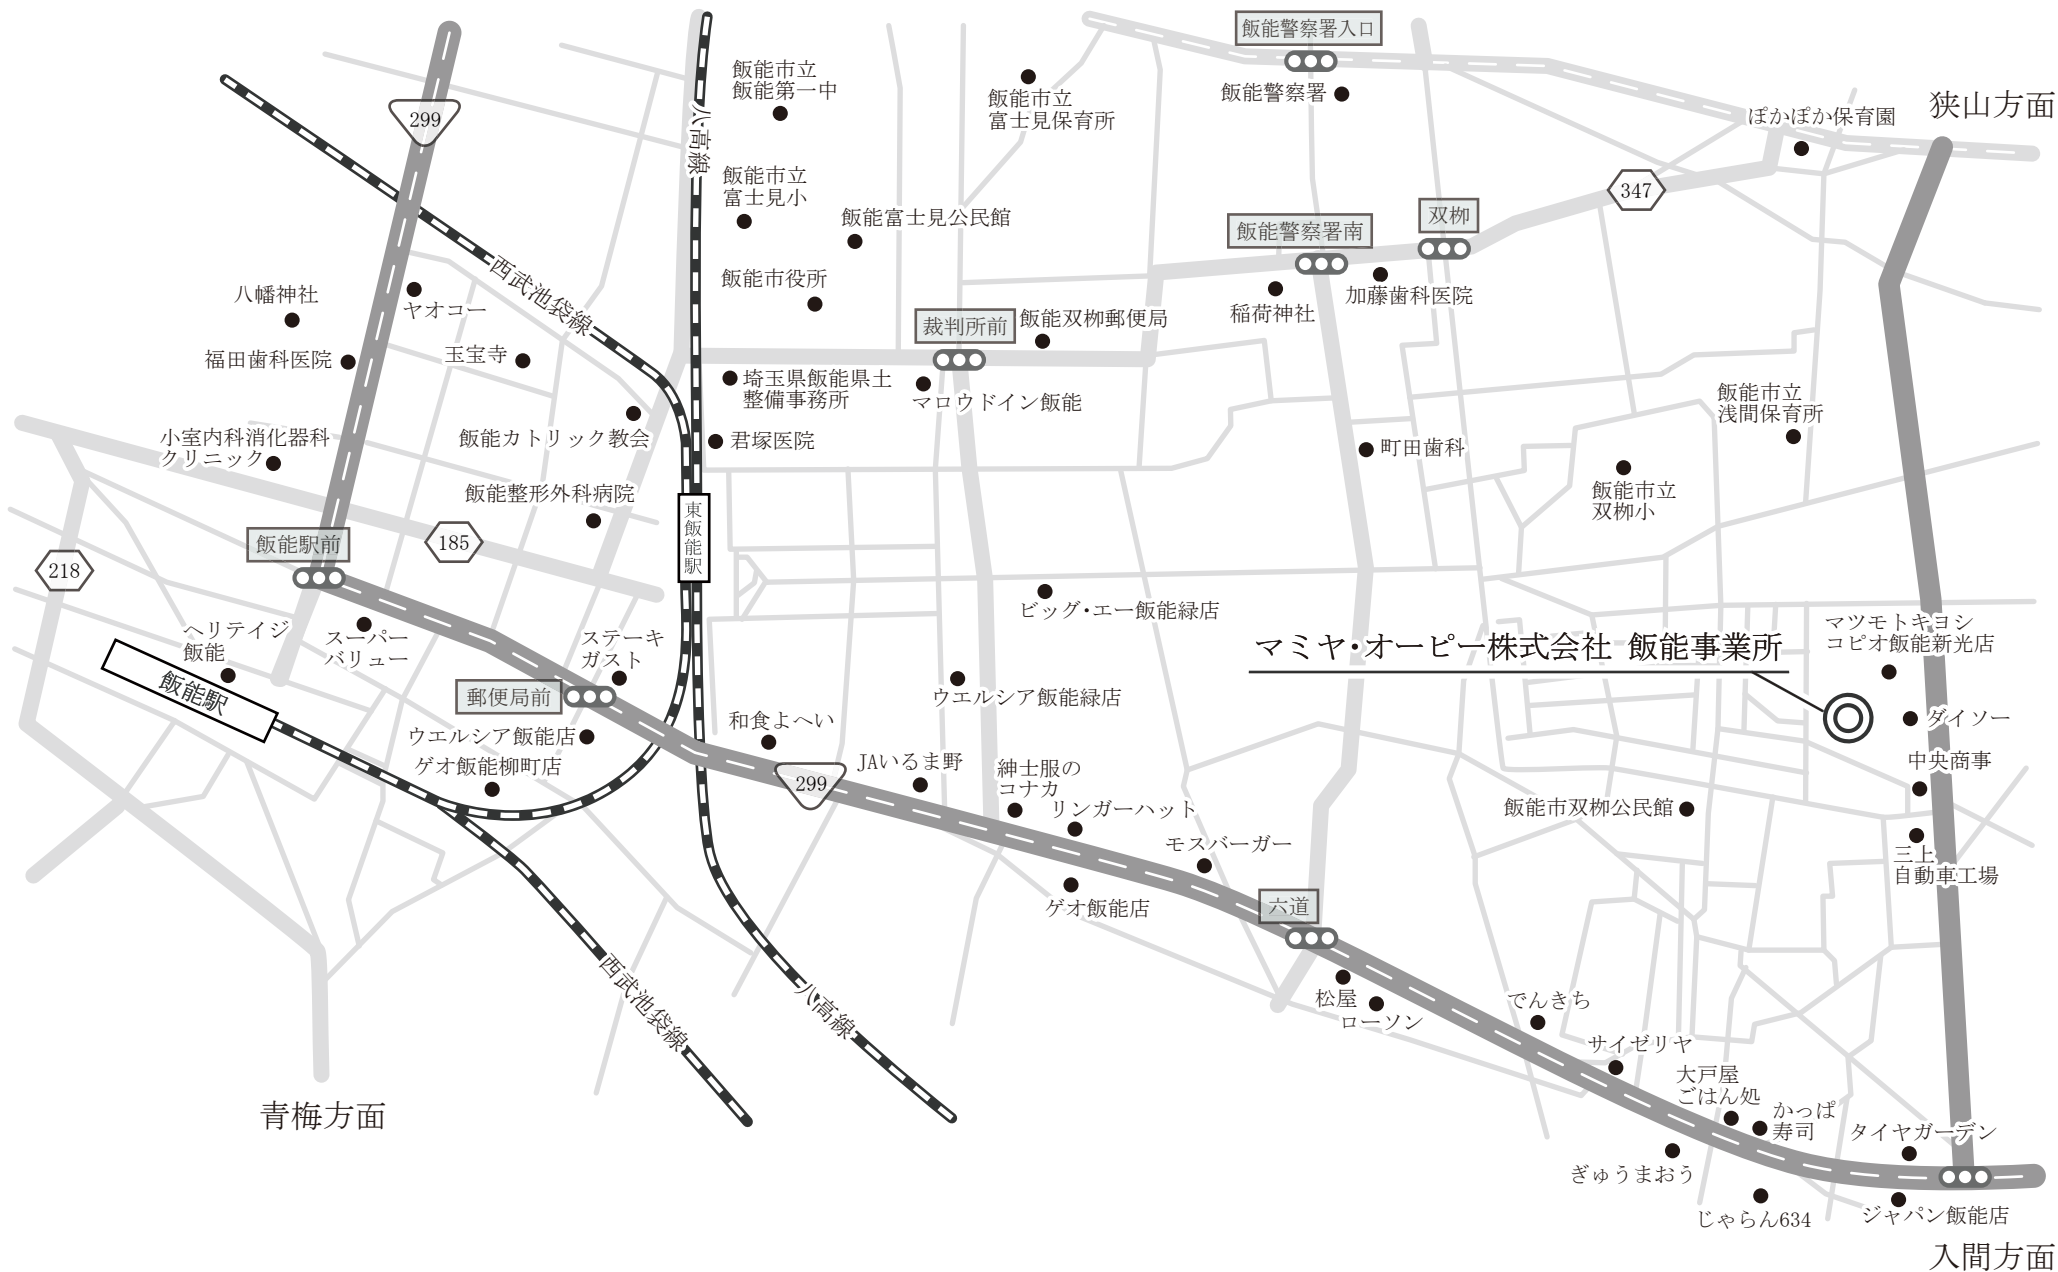 飯能警察署入口
飯能市立
飯能第一中
八高線
飯能市立
富士見保育所
飯能警察署
狭山方面
ぽかぽか保育園
299
347
飯能市立
富士見小
飯能富士見公民館
飯能警察署南
双柳
飯能市役所
西武池袋線
八幡神社
ヤオコー
稲荷神社
加藤歯科医院
裁判所前
飯能双柳郵便局
福田歯科医院
玉宝寺
埼玉県飯能県土
整備事務所
マロウドイン飯能
飯能市立
浅間保育所
小室内科消化器科
クリニック
飯能カトリック教会
君塚医院
町田歯科
飯能整形外科病院
飯能市立
双柳小
東飯能駅
飯能駅前
185
218
ビッグ・エー飯能緑店
ヘリテイジ
飯能
スーパー
バリュー
ステーキ
ガスト
マツモトキヨシ
コピオ飯能新光店
マミヤ・オーピー株式会社 飯能事業所
飯能駅
郵便局前
ウエルシア飯能緑店
ウエルシア飯能店
和食よへい
ダイソー
ゲオ飯能柳町店
299
JAいるま野
紳士服の
コナカ
中央商事
リンガーハット
飯能市双柳公民館
モスバーガー
三上
自動車工場
ゲオ飯能店
六道
西武池袋線
八高線
松屋
ローソン
でんきち
サイゼリヤ
大戸屋
ごはん処
かっぱ
寿司
青梅方面
タイヤガーデン
ぎゅうまおう
じゃらん634
ジャパン飯能店
入間方面